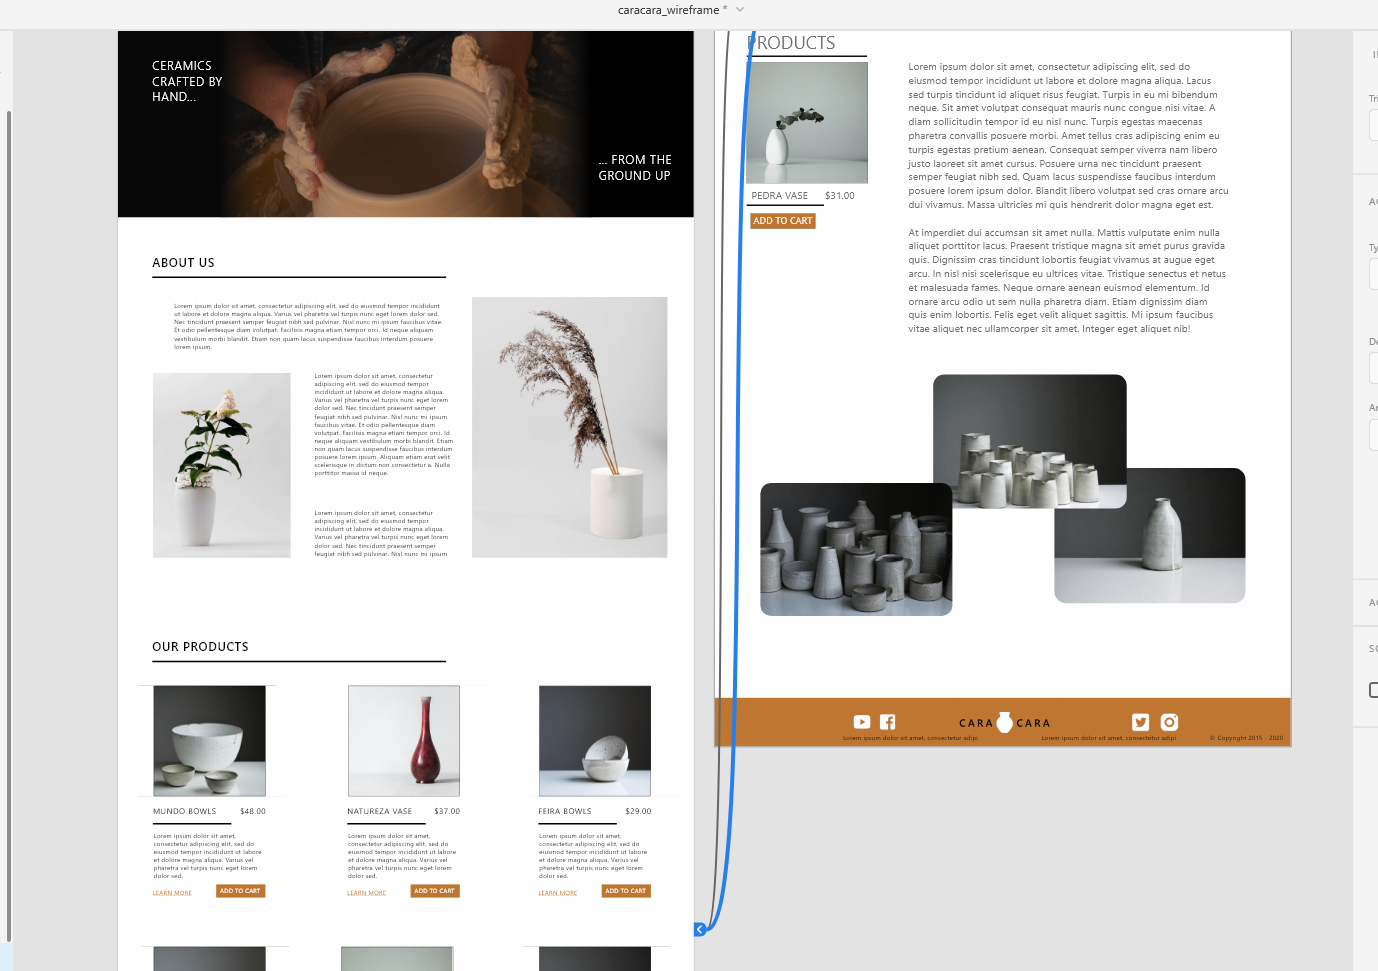 caracara_wireframe *
CERAMICS
CRAFTED BY
HAND...
... FROM THE
GROUND UP
ABOUT US
Lorem ipsum dolor sit amet, consectetur adipiscing elit, sed do eiusmod tempor incididunt
ut labore et dolore magna aliqua. Varius vel pharetra vel turpis nunc eget lorem dolor sed.
Nec tincidunt praesent semper feugiat nibh sed pulvinar. Nisl nunc mi ipsum faucibus vitae.
Et odio pellentesque diam volutpat. Facilisis magna etiam tempor orci. Id neque aliquam
vestibulum morbi blandit. Etiam non quam lacus suspendisse faucibus interdum posuere
lorem ipsum.
Lorem ipsum dolor sit amet, consectetur
adipiscing elit, sed do eiusmod tempor
incididunt ut labore et dolore magna aliqua.
Varius vel pharetra vel turpis nunc eget lorem
dolor sed. Nec tincidunt praesent semper
feugiat nibh sed pulvinar. Nisl nunc mi ipsum
faucibus vitae. Et odio pellentesque diam
volutpat. Facilisis magna etiam tempor orci. Id
neque aliquam vestibulum morbi blandit. Etiam
non quam lacus suspendisse faucibus interdum
posuere lorem ipsum. Aliquam etiam erat velit
scelerisque in dictum non consectetur a. Nulla
porttitor massa id neque.
Lorem ipsum dolor sit amet, consectetur
adipiscing elit, sed do eiusmod tempor
incididunt ut labore et dolore magna aliqua.
Varius vel pharetra vel turpis nunc eget lorem
dolor sed. Nec tincidunt praesent semper
feugiat nibh sed pulvinar. Nisl nunc mi ipsum
OUR PRODUCTS
MUNDO BOWLS $48.00
Lorem ipsum dolor sit amet,
consectetur adipiscing elit, sed do
eiusmod tempor incididunt ut labore
et dolore magna aliqua. Varius vel
pharetra vel turpis nunc eget lorem
dolor sed.
LEARN MORE ADD TO CART
NATUREZA VASE $37.00
Lorem ipsum dolor sit amet,
consectetur adipiscing elit, sed do
eiusmod tempor incididunt ut labore
et dolore magna aliqua. Varius vel
pharetra vel turpis nunc eget lorem
dolor sed.
LEARN MORE ADD TO CART
FEIRA BOWLS $29.00
Lorem ipsum dolor sit amet,
consectetur adipiscing elit, sed do
eiusmod tempor incididunt ut labore
et dolore magna aliqua. Varius vel
pharetra vel turpis nunc eget lorem
dolor sed.
LEARN MORE ADD TO CART
PRODUCTS
PEDRA VASE $31.00
ADD TO CART
Lorem ipsum dolor sit amet, consectetur adipiscing elit, sed do
eiusmod tempor incididunt ut labore et dolore magna aliqua. Lacus
sed turpis tincidunt id aliquet risus feugiat. Turpis in eu mi bibendum
neque. Sit amet volutpat consequat mauris nunc congue nisi vitae. A
diam sollicitudin tempor id eu nisl nunc. Turpis egestas maecenas
pharetra convallis posuere morbi. Amet tellus cras adipiscing enim eu
turpis egestas pretium aenean. Consequat semper viverra nam libero
justo laoreet sit amet cursus. Posuere urna nec tincidunt praesent
semper feugiat nibh sed. Quam lacus suspendisse faucibus interdum
posuere lorem ipsum dolor. Blandit libero volutpat sed cras ornare arcu
dui vivamus. Massa ultricies mi quis hendrerit dolor magna eget est.
At imperdiet dui accumsan sit amet nulla. Mattis vulputate enim nulla
aliquet porttitor lacus. Praesent tristique magna sit amet purus gravida
quis. Dignissim cras tincidunt lobortis feugiat vivamus at augue eget
arcu. In nisl nisi scelerisque eu ultrices vitae. Tristique senectus et netus
et malesuada fames. Neque ornare aenean euismod elementum. Id
ornare arcu odio ut sem nulla pharetra diam. Etiam dignissim diam
quis enim lobortis. Felis eget velit aliquet sagittis. Mi ipsum faucibus
vitae aliquet nec ullamcorper sit amet. Integer eget aliquet nib!
CARA CARA
Lorem ipsum dolor sit amet, consectetur adipi
Lorem ipsum dolor sit amet, consectetur adipi
© Copyright 2015 - 2020